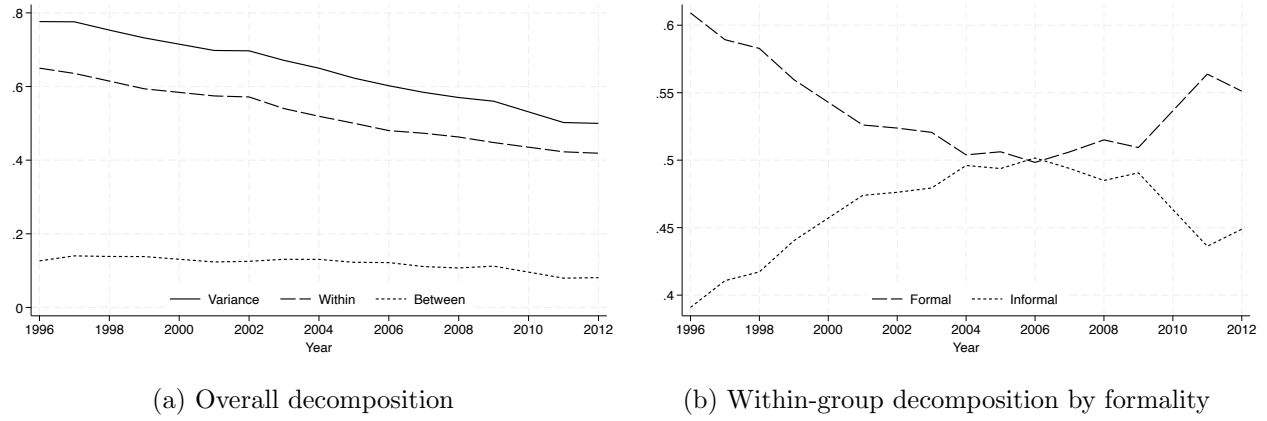 .8
.6
.4
.2
0
Variance Within Between
1996 1998 2000 2002 2004 2006 2008 2010 2012
Year
(a) Overall decomposition
.6
.55
.5
.45
.4
Formal Informal
1996 1998 2000 2002 2004 2006 2008 2010 2012
Year
(b) Within-group decomposition by formality